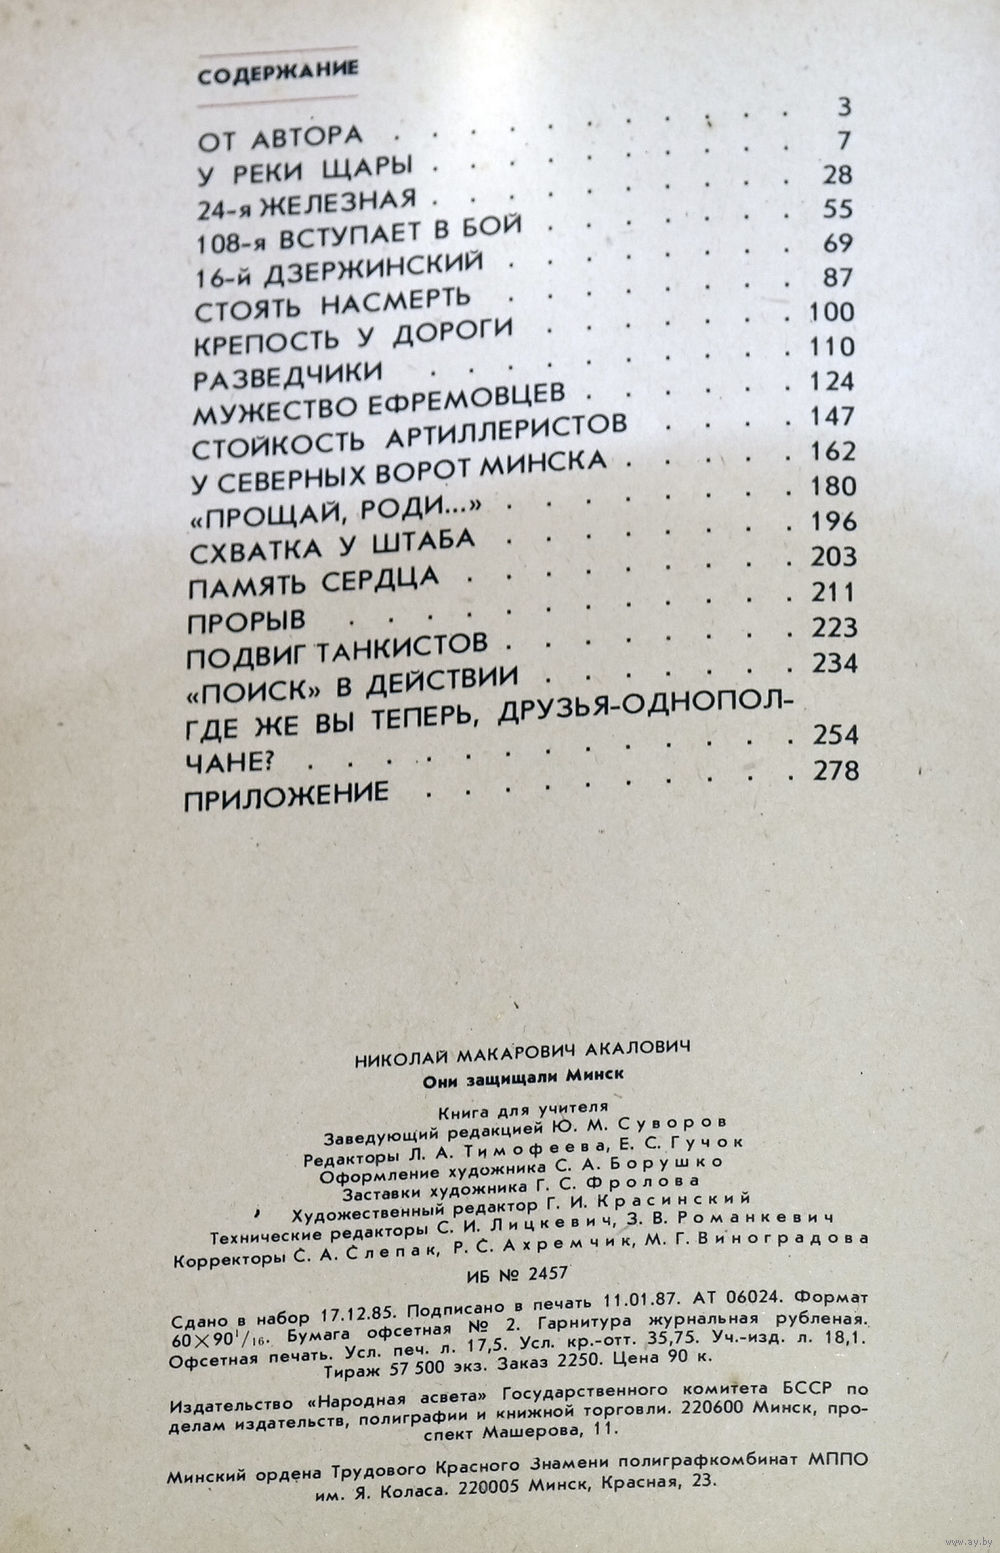 СОДЕРЖАНИЕ
ОТ АВТОРА . . . . . . . . . . . 3
У РЕКИ ЩАРЫ . . . . . . . . . . 7
24-я ЖЕЛЕЗНАЯ . . . . . . . . . . 28
108-я ВСТУПАЕТ В БОЙ . . . . . . . 55
16-й ДЗЕРЖИНСКИЙ . . . . . . . . 69
СТОЯТЬ НАСМЕРТЬ . . . . . . . . 87
КРЕПОСТЬ У ДОРОГИ . . . . . . . 100
РАЗВЕДЧИКИ . . . . . . . . . . 110
МУЖЕСТВО ЕФРЕМОВЦЕВ . . . . . . 124
СТОЙКОСТЬ АРТИЛЛЕРИСТОВ . . . . 147
У СЕВЕРНЫХ ВОРОТ МИНСКА . . . . . 162
«ПРОЩАЙ, РОДИ...» . . . . . . . . 180
СХВАТКА У ШТАБА . . . . . . . . 196
ПАМЯТЬ СЕРДЦА . . . . . . . . . 203
ПРОРЫВ . . . . . . . . . . . . 211
ПОДВИГ ТАНКИСТОВ . . . . . . . . 223
«ПОИСК» В ДЕЙСТВИИ . . . . . . . 234
ГДЕ ЖЕ ВЫ ТЕПЕРЬ, ДРУЗЬЯ-ОДНОПОЛ-
ЧАНЕ? . . . . . . . . . . . . 254
ПРИЛОЖЕНИЕ . . . . . . . . . . 278
НИКОЛАЙ МАКАРОВИЧ АКАЛОВИЧ
Они защищали Минск
Книга для учителя
Заведующий редакцией Ю. М. Суворов
Редакторы Л. А. Тимофеева, Е. С. Гучок
Оформление художника С. А. Борушко
Заставки художника Г. С. Фролова
Художественный редактор Г. И. Красинский
Технические редакторы С. И. Лицкевич, З. В. Романкевич
Корректоры С. А. Слепак, Р. С. Ахремчик, М. Г. Виноградова
ИБ № 2457
Сдано в набор 17.12.85. Подписано в печать 11.01.87. АТ 06024. Формат
60×90¹/₁₆. Бумага офсетная № 2. Гарнитура журнальная рубленая.
Офсетная печать. Усл. печ. л. 17,5. Усл. кр.-отт. 35,75. Уч.-изд. л. 18,1.
Тираж 57 500 экз. Заказ 2250. Цена 90 к.
Издательство «Народная асвета» Государственного комитета БССР по
делам издательств, полиграфии и книжной торговли. 220600 Минск, про-
спект Машерова, 11.
Минский ордена Трудового Красного Знамени полиграфкомбинат МППО
им. Я. Коласа. 220005 Минск, Красная, 23.
www.ay.by